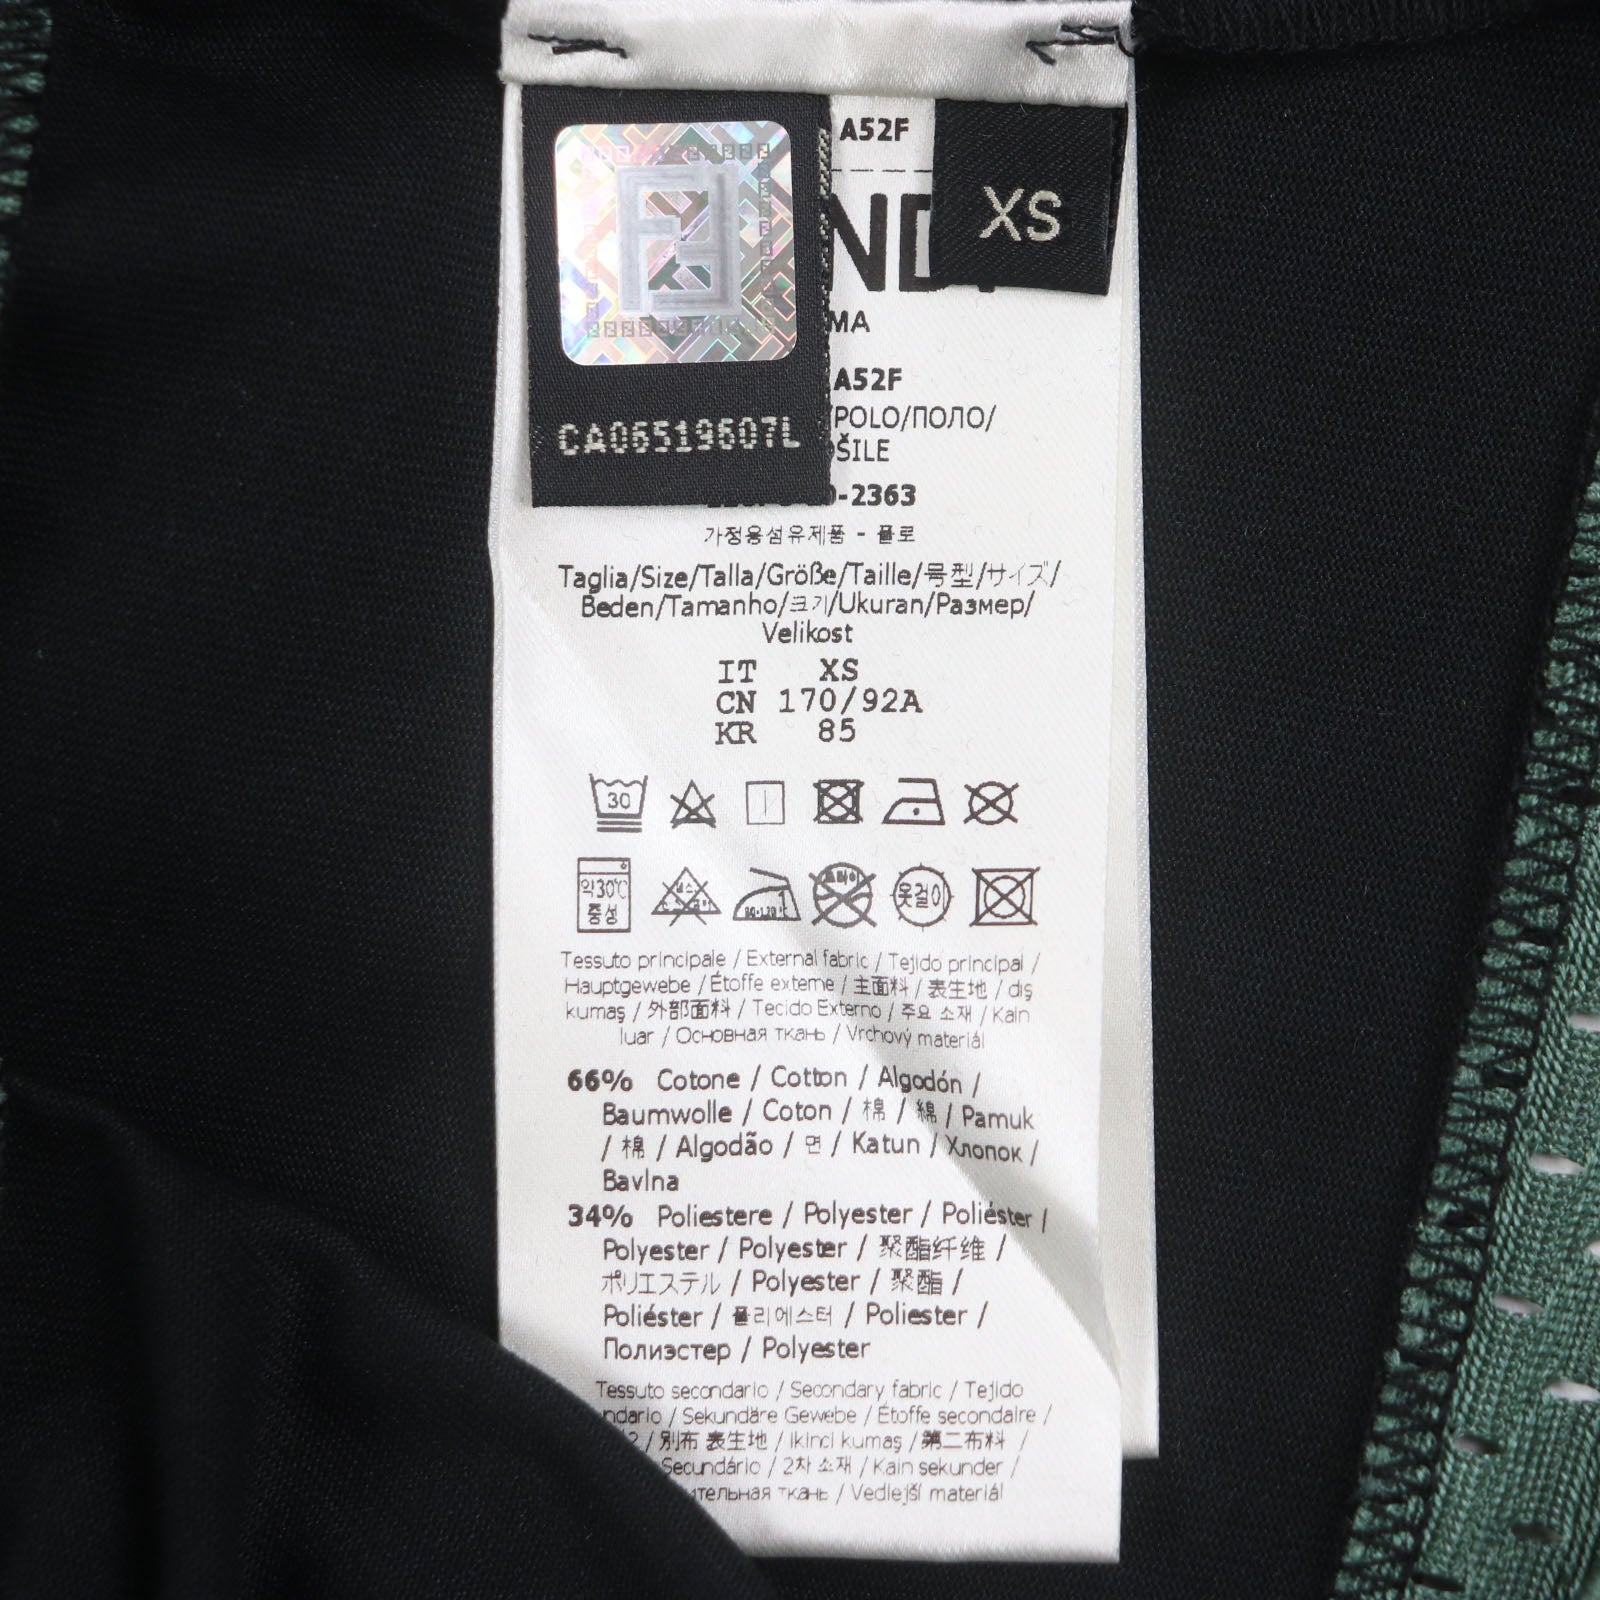 A52F
XS
MA
A52F
/POLO/ПОЛО/
ŠILE
CA06519607L
-2363
가정용섬유제품 - 폴로
Taglia/Size/Talla/Größe/Taille/号型/サイズ/
Beden/Tamanho/크기/Ukuran/Размер/
Velikost
IT XS
CN 170/92A
KR 85
30
약30℃
중성
80-120℃
옷걸이
Tessuto principale / External fabric / Tejido principal /
Hauptgewebe / Étoffe externe / 主面料 / 表生地 / dış
kumaş / 外部面料 / Tecido Externo / 주요 소재 / Kain
luar / Основная ткань / Vrchový materiál
66% Cotone / Cotton / Algodón /
Baumwolle / Coton / 棉 / 綿 / Pamuk
/ 棉 / Algodão / 면 / Katun / Хлопок /
Bavlna
34% Poliestere / Polyester / Poliéster /
Polyester / Polyester / 聚酯纤维 /
ポリエステル / Polyester / 聚酯 /
Poliéster / 폴리에스터 / Poliester /
Полиэстер / Polyester
Tessuto secondario / Secondary fabric / Tejido
ndario / Sekundäre Gewebe / Étoffe secondaire /
2 / 別布 表生地 / ikinci kumaş / 第二布料 /
Secundário / 2차 소재 / Kain sekunder /
ительная ткань / Vedlejší materiál